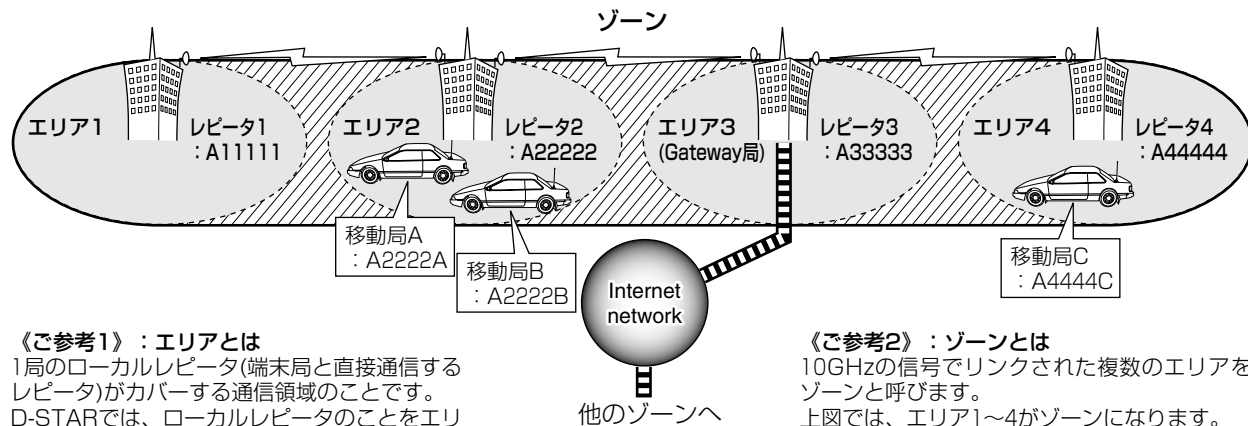 ゾーン
エリア1
レピータ1
：A11111
エリア2
レピータ2
：A22222
エリア3
(Gateway局)
レピータ3
：A33333
エリア4
レピータ4
：A44444
移動局A
：A2222A
移動局B
：A2222B
移動局C
：A4444C
Internet
network
他のゾーンへ
《ご参考1》：エリアとは
1局のローカルレピータ(端末局と直接通信する
レピータ)がカバーする通信領域のことです。
D-STARでは、ローカルレピータのことをエリ
《ご参考2》：ゾーンとは
10GHzの信号でリンクされた複数のエリアを
ゾーンと呼びます。
上図では、エリア1～4がゾーンになります。